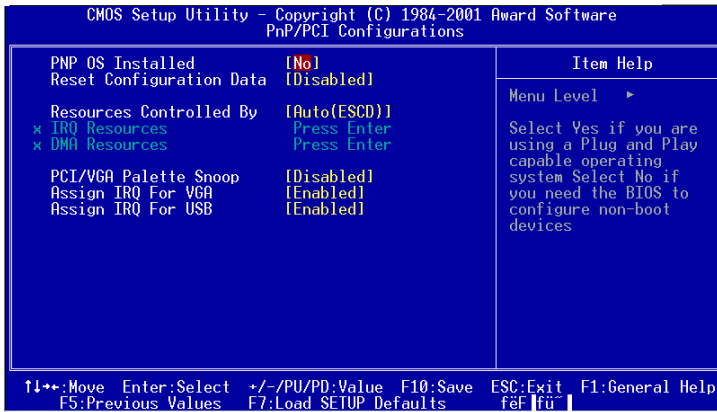 CMOS Setup Utility - Copyright (C) 1984-2001 Award Software
PnP/PCI Configurations
PNP OS Installed [No]
Reset Configuration Data [Disabled]
Resources Controlled By [Auto(ESCD)]
x IRQ Resources Press Enter
x DMA Resources Press Enter
PCI/VGA Palette Snoop [Disabled]
Assign IRQ For VGA [Enabled]
Assign IRQ For USB [Enabled]
Item Help
Menu Level ►
Select Yes if you are
using a Plug and Play
capable operating
system Select No if
you need the BIOS to
configure non-boot
devices
↑↓→←:Move Enter:Select +/-/PU/PD:Value F10:Save ESC:Exit F1:General Help
F5:Previous Values F7:Load SETUP Defaults